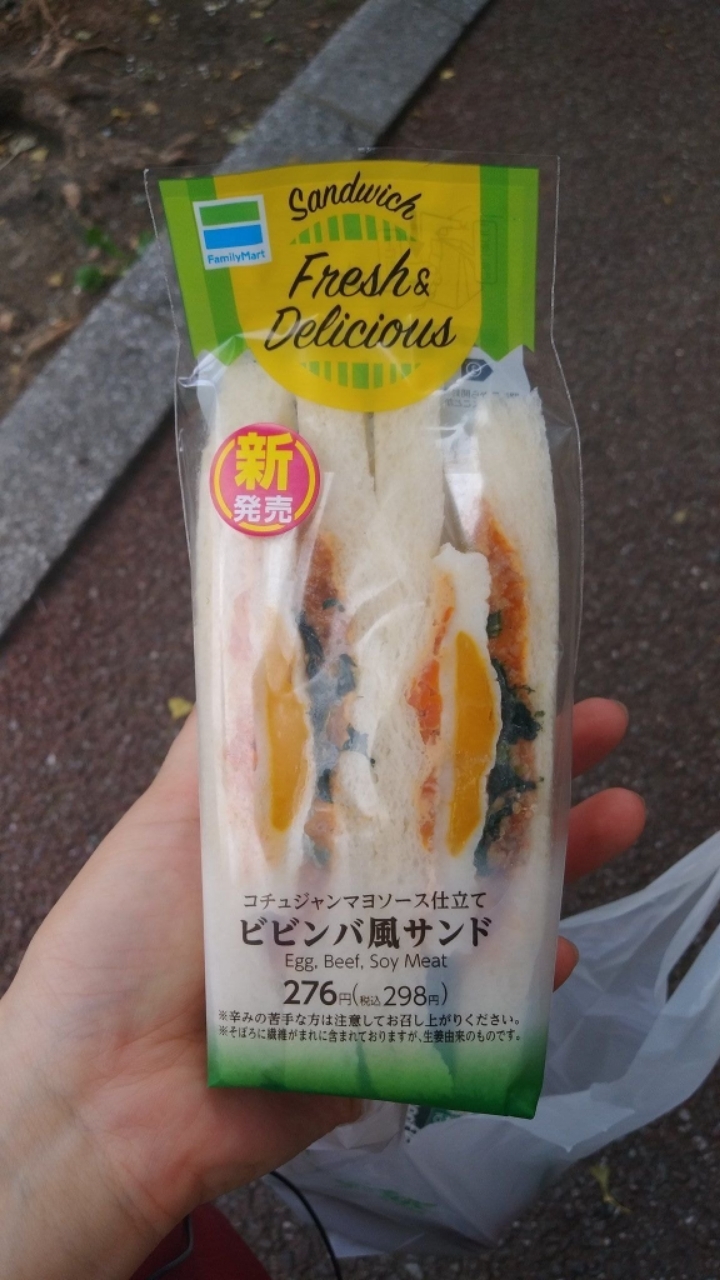 Sandwich
FamilyMart
Fresh &
Delicious
新
発売
コチュジャンマヨソース仕立て
ビビンバ風サンド
Egg, Beef, Soy Meat
276円(税込298円)
※辛みの苦手な方は注意してお召し上がりください。
※そぼろに繊維がまれに含まれておりますが、生姜由来のものです。